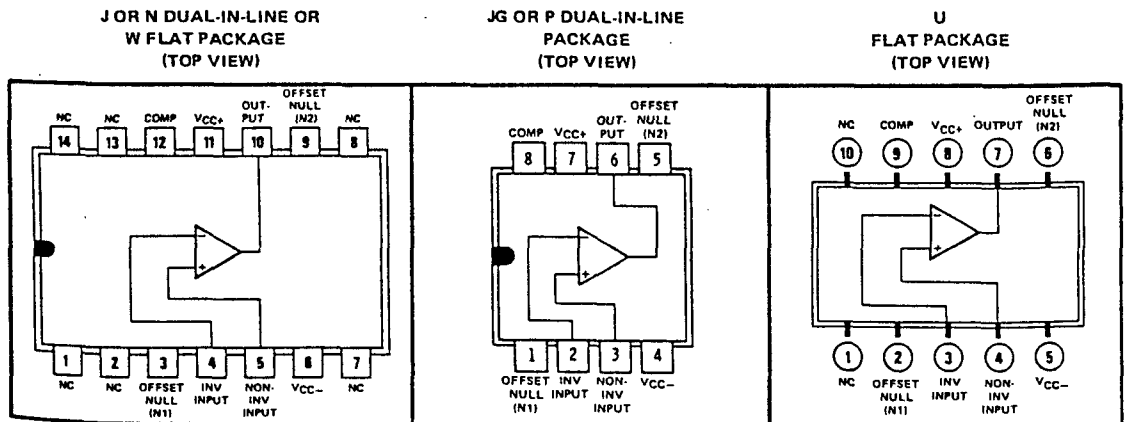 J OR N DUAL-IN-LINE OR
W FLAT PACKAGE
(TOP VIEW)
NC
NC
COMP
VCC+
OUT-
PUT
OFFSET
NULL
(N2)
NC
14
13
12
11
10
9
8
-
+
1
2
3
4
5
6
7
NC
NC
OFFSET
NULL
(N1)
INV
INPUT
NON-
INV
INPUT
VCC−
NC
JG OR P DUAL-IN-LINE
PACKAGE
(TOP VIEW)
COMP
VCC+
OUT-
PUT
OFFSET
NULL
(N2)
8
7
6
5
-
+
1
2
3
4
OFFSET
NULL
(N1)
INV
INPUT
NON-
INV
INPUT
VCC−
U
FLAT PACKAGE
(TOP VIEW)
NC
COMP
VCC+
OUTPUT
OFFSET
NULL
(N2)
10
9
8
7
6
-
+
1
2
3
4
5
NC
OFFSET
NULL
(N1)
INV
INPUT
NON-
INV
INPUT
VCC−